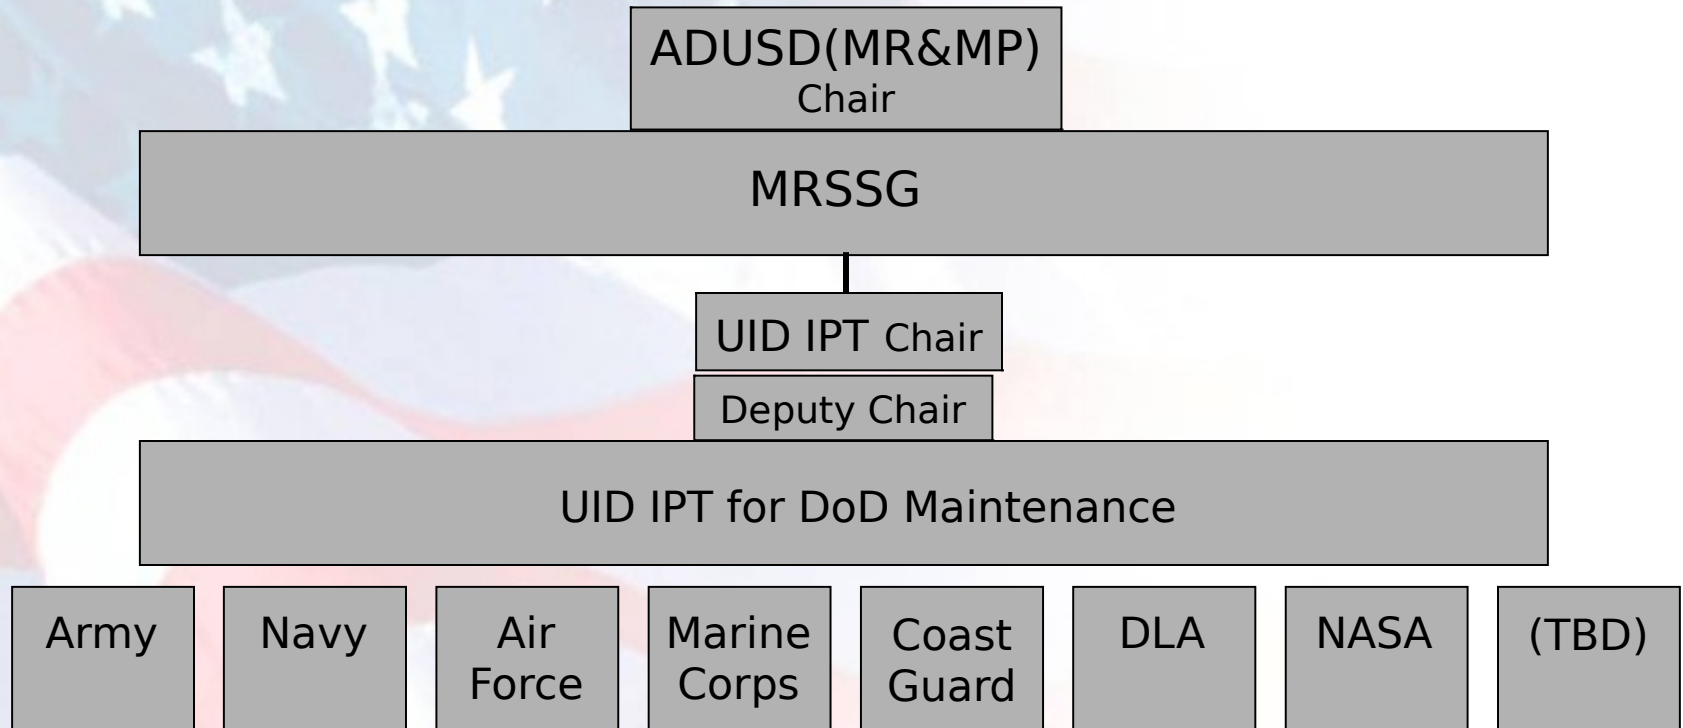 ADUSD(MR&MP)
Chair
MRSSG
UID IPT Chair
Deputy Chair
UID IPT for DoD Maintenance
Army
Navy
Air
Force
Marine
Corps
Coast
Guard
DLA
NASA
(TBD)